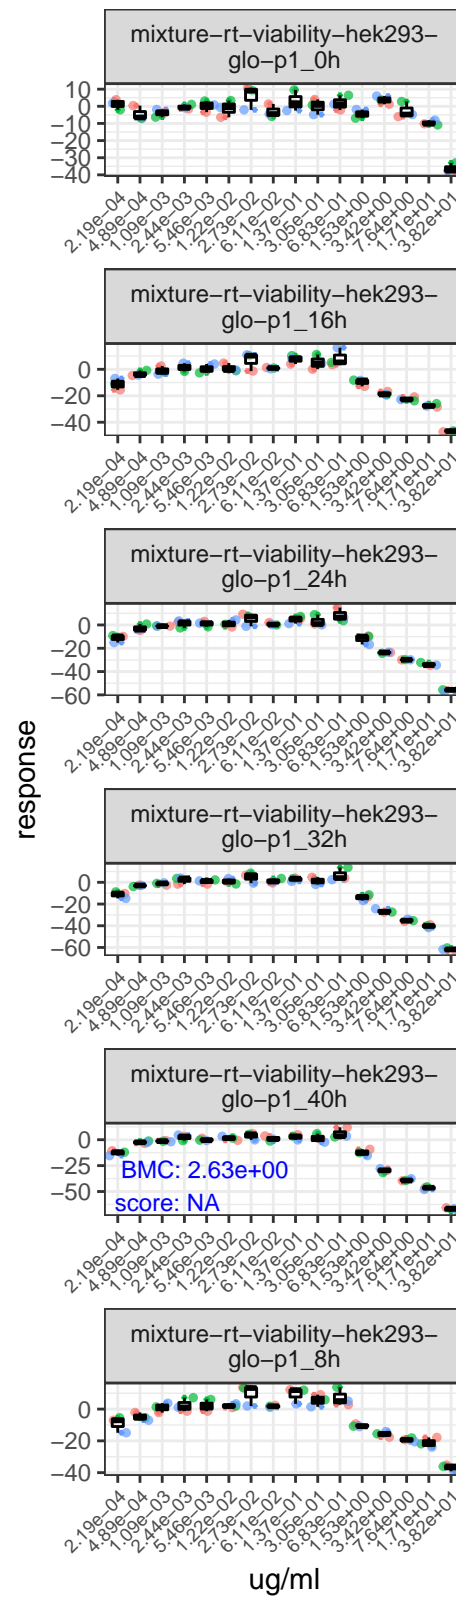 mixture−rt−viability−hek293−
glo−p1_0h
10
0
−10
−20
−30
−40
2.19e−04
4.89e−04
1.09e−03
2.44e−03
5.46e−03
1.22e−02
2.73e−02
6.11e−02
1.37e−01
3.05e−01
6.83e−01
1.53e+00
3.42e+00
7.64e+00
1.71e+01
3.82e+01
mixture−rt−viability−hek293−
glo−p1_16h
0
−20
−40
2.19e−04
4.89e−04
1.09e−03
2.44e−03
5.46e−03
1.22e−02
2.73e−02
6.11e−02
1.37e−01
3.05e−01
6.83e−01
1.53e+00
3.42e+00
7.64e+00
1.71e+01
3.82e+01
mixture−rt−viability−hek293−
glo−p1_24h
0
−20
−40
−60
2.19e−04
4.89e−04
1.09e−03
2.44e−03
5.46e−03
1.22e−02
2.73e−02
6.11e−02
1.37e−01
3.05e−01
6.83e−01
1.53e+00
3.42e+00
7.64e+00
1.71e+01
3.82e+01
response
mixture−rt−viability−hek293−
glo−p1_32h
0
−20
−40
−60
2.19e−04
4.89e−04
1.09e−03
2.44e−03
5.46e−03
1.22e−02
2.73e−02
6.11e−02
1.37e−01
3.05e−01
6.83e−01
1.53e+00
3.42e+00
7.64e+00
1.71e+01
3.82e+01
mixture−rt−viability−hek293−
glo−p1_40h
0
−25
−50
BMC: 2.63e+00
score: NA
2.19e−04
4.89e−04
1.09e−03
2.44e−03
5.46e−03
1.22e−02
2.73e−02
6.11e−02
1.37e−01
3.05e−01
6.83e−01
1.53e+00
3.42e+00
7.64e+00
1.71e+01
3.82e+01
mixture−rt−viability−hek293−
glo−p1_8h
0
−20
−40
2.19e−04
4.89e−04
1.09e−03
2.44e−03
5.46e−03
1.22e−02
2.73e−02
6.11e−02
1.37e−01
3.05e−01
6.83e−01
1.53e+00
3.42e+00
7.64e+00
1.71e+01
3.82e+01
ug/ml